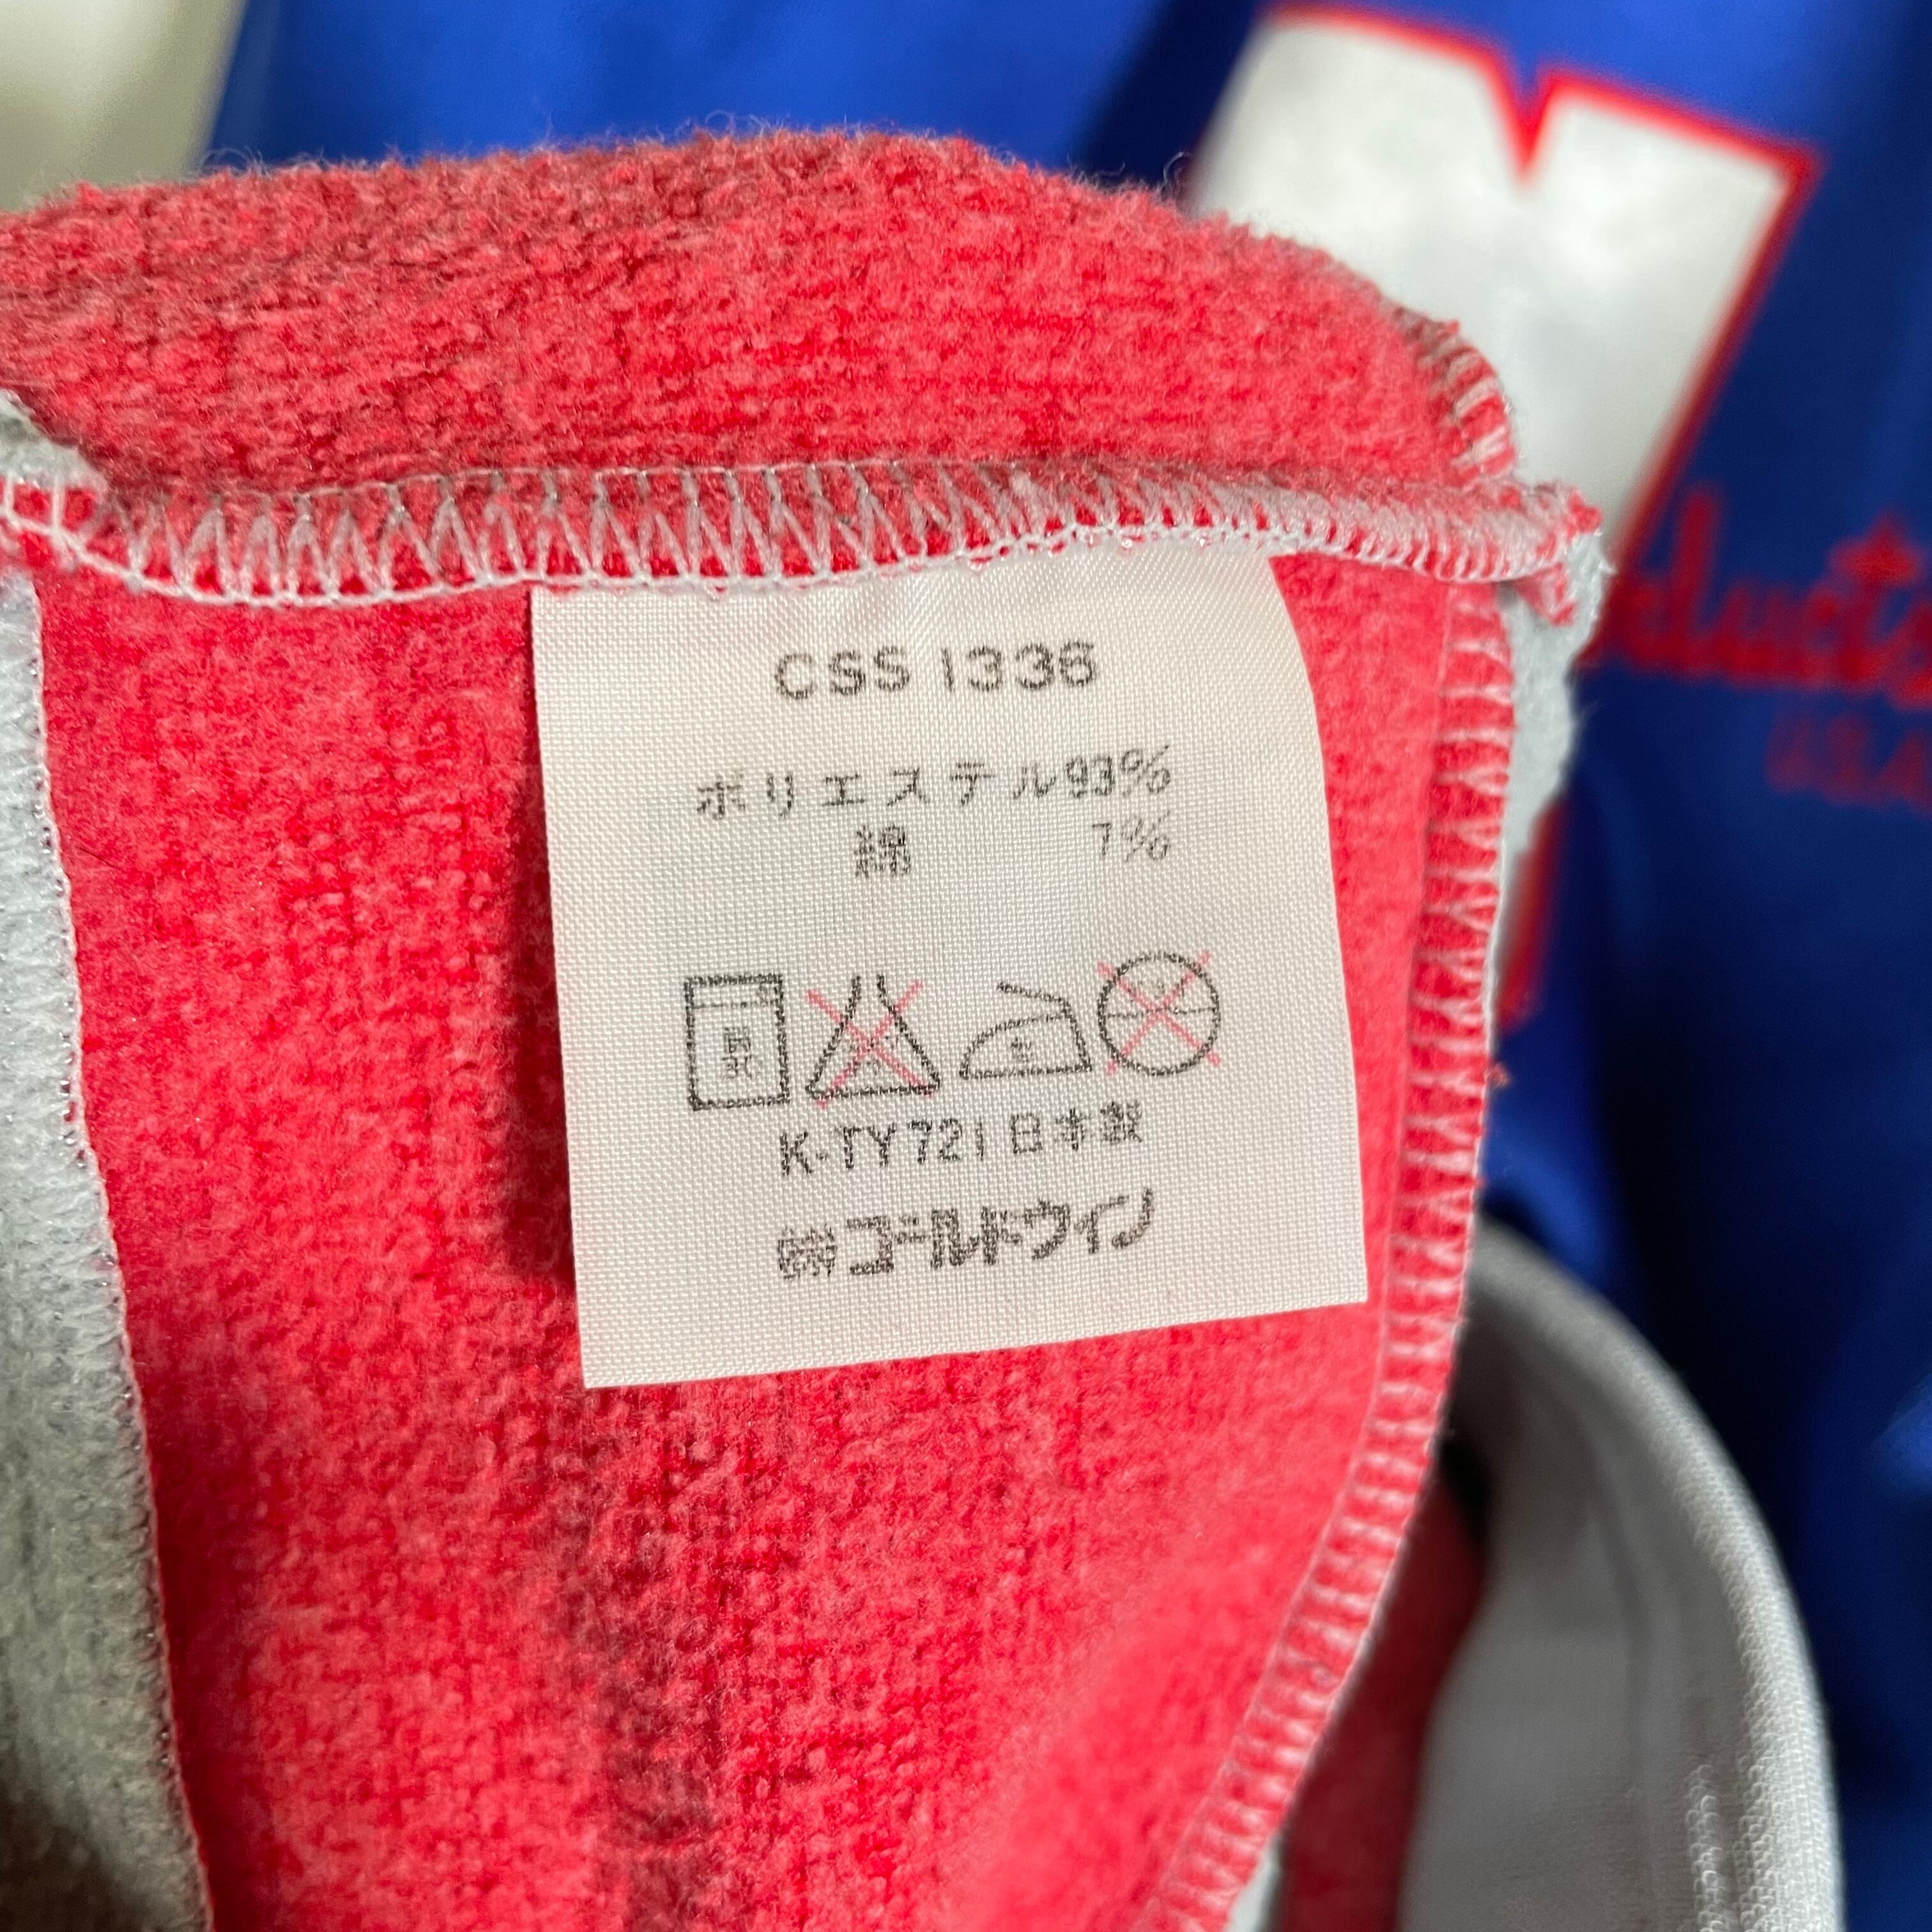 CSS 1336
ポリエステル93%
綿 7%
K-TY721 日本製
㈱ゴールドウイン